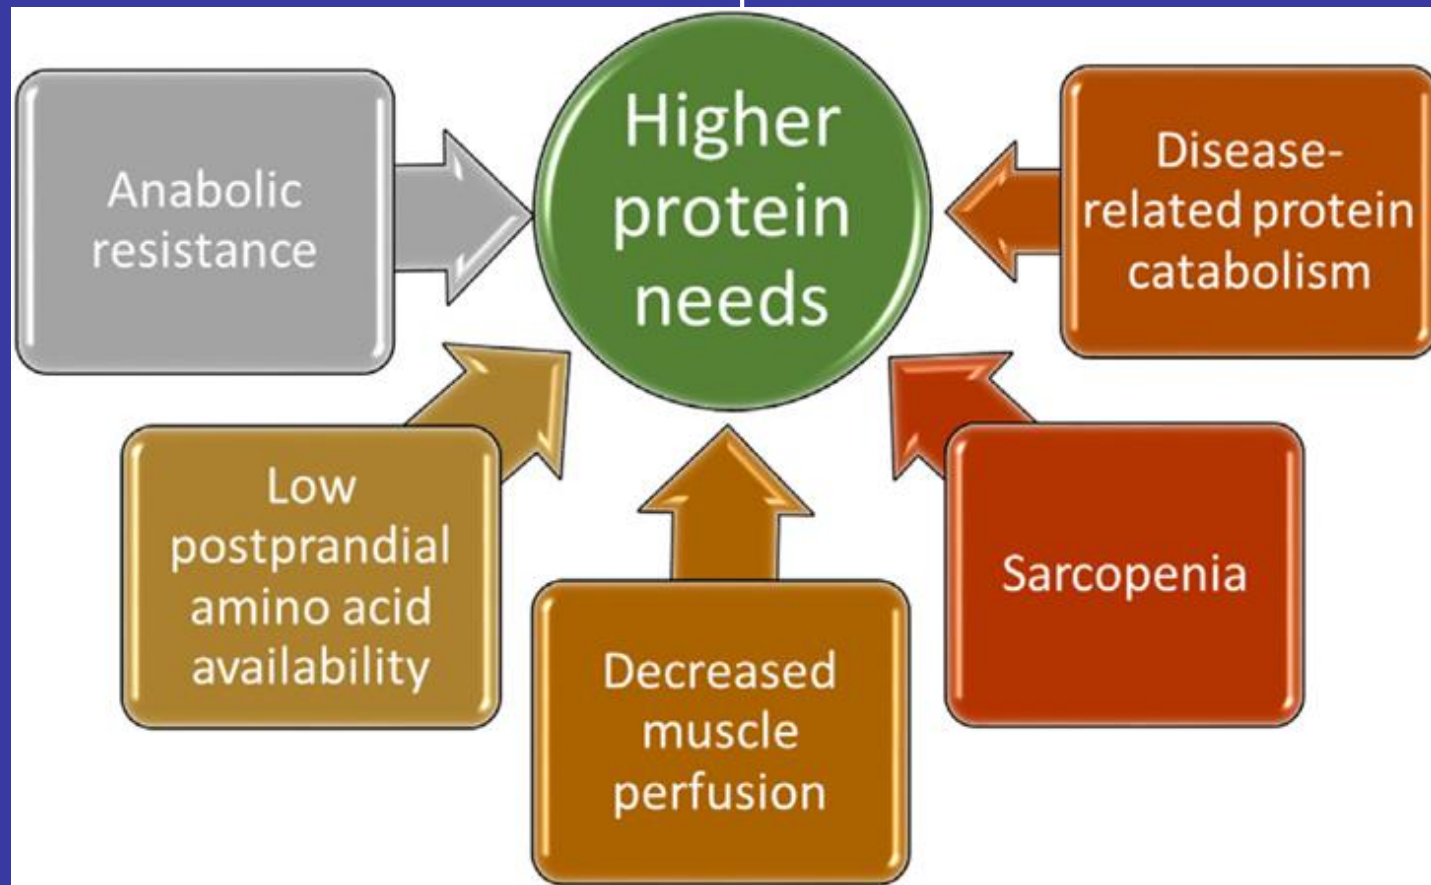 Higher
protein
needs
Anabolic
resistance
Disease-
related protein
catabolism
Low
postprandial
amino acid
availability
Decreased
muscle
perfusion
Sarcopenia